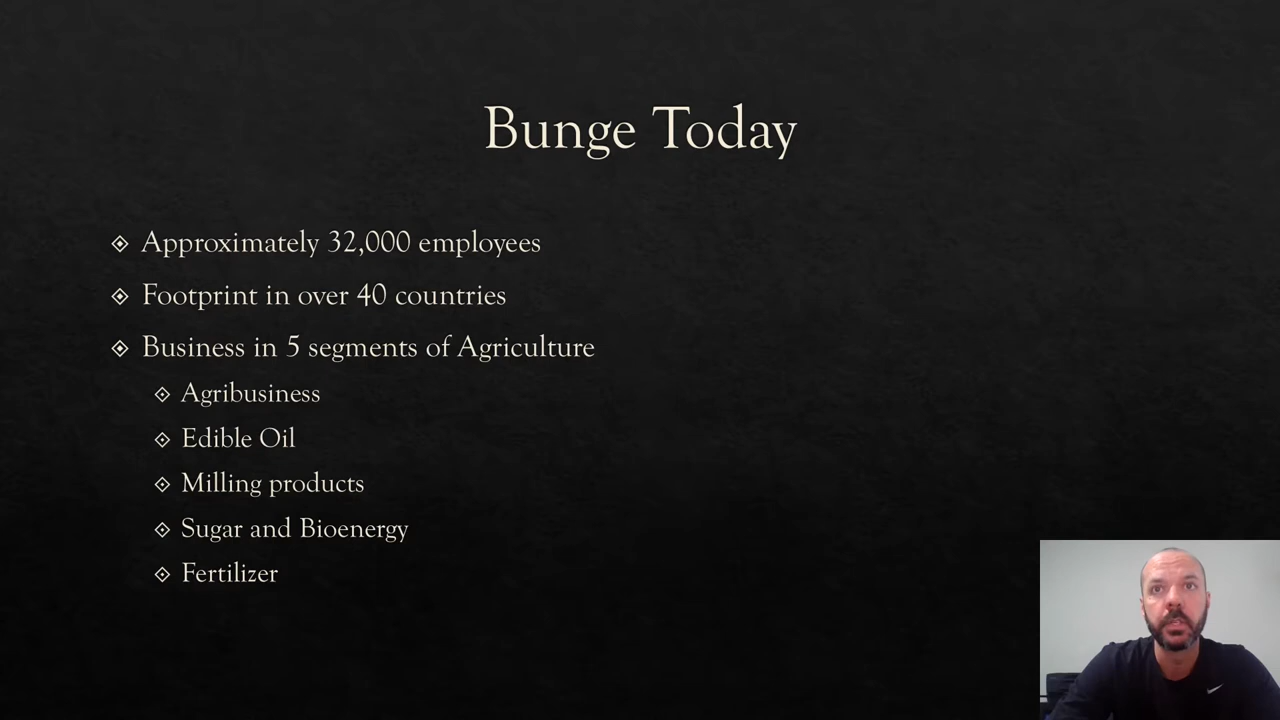 Bunge Today
Approximately 32,000 employees
Footprint in over 40 countries
Business in 5 segments of Agriculture
Agribusiness
Edible Oil
Milling products
Sugar and Bioenergy
Fertilizer